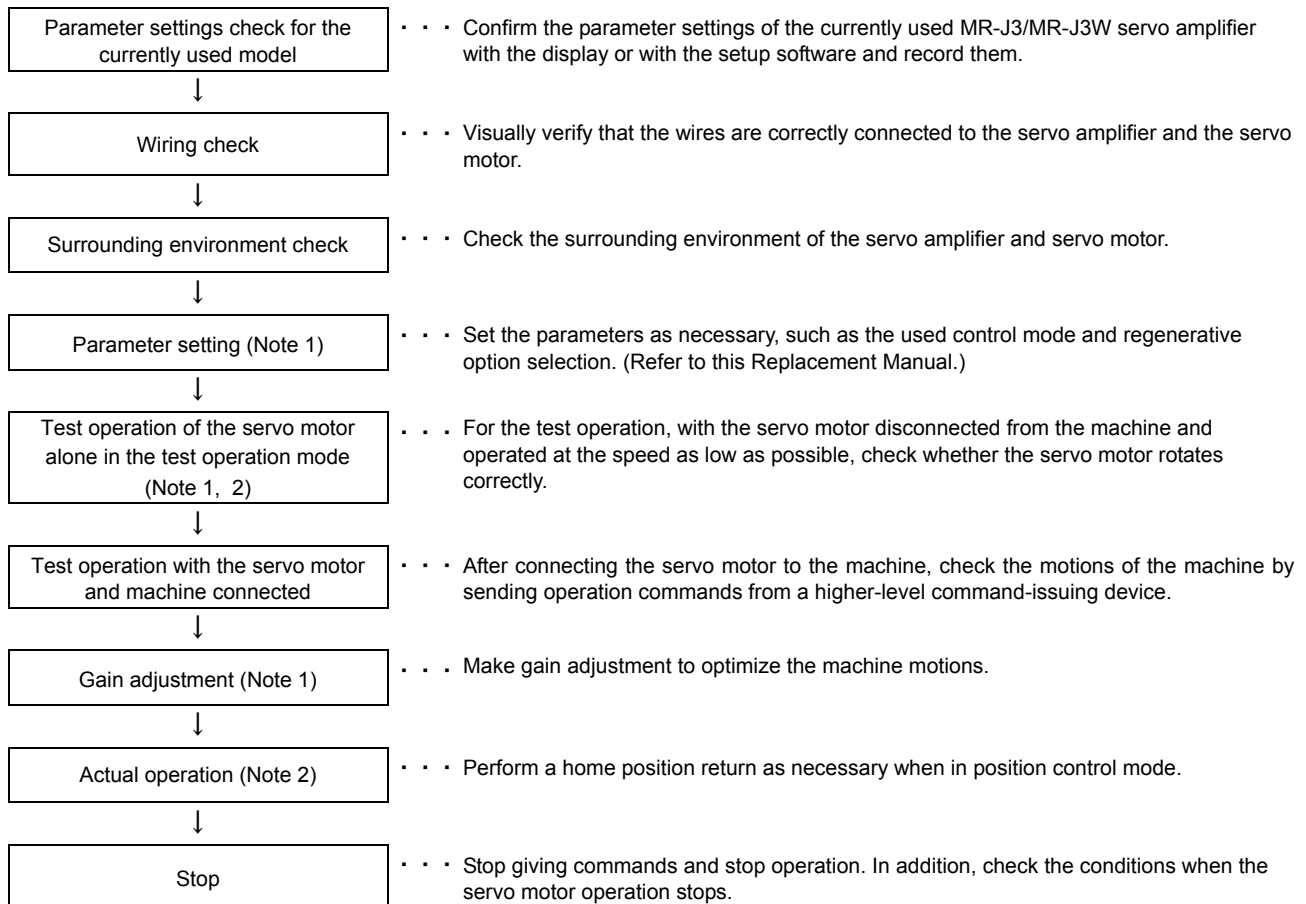 Parameter settings check for the
currently used model
・・・ Confirm the parameter settings of the currently used MR-J3/MR-J3W servo amplifier
with the display or with the setup software and record them.
↓
Wiring check
・・・ Visually verify that the wires are correctly connected to the servo amplifier and the servo
motor.
↓
Surrounding environment check
・・・ Check the surrounding environment of the servo amplifier and servo motor.
↓
Parameter setting (Note 1)
・・・ Set the parameters as necessary, such as the used control mode and regenerative
option selection. (Refer to this Replacement Manual.)
↓
Test operation of the servo motor
alone in the test operation mode
(Note 1, 2)
・・・ For the test operation, with the servo motor disconnected from the machine and
operated at the speed as low as possible, check whether the servo motor rotates
correctly.
↓
Test operation with the servo motor
and machine connected
・・・ After connecting the servo motor to the machine, check the motions of the machine by
sending operation commands from a higher-level command-issuing device.
↓
Gain adjustment (Note 1)
・・・ Make gain adjustment to optimize the machine motions.
↓
Actual operation (Note 2)
・・・ Perform a home position return as necessary when in position control mode.
↓
Stop
・・・ Stop giving commands and stop operation. In addition, check the conditions when the
servo motor operation stops.